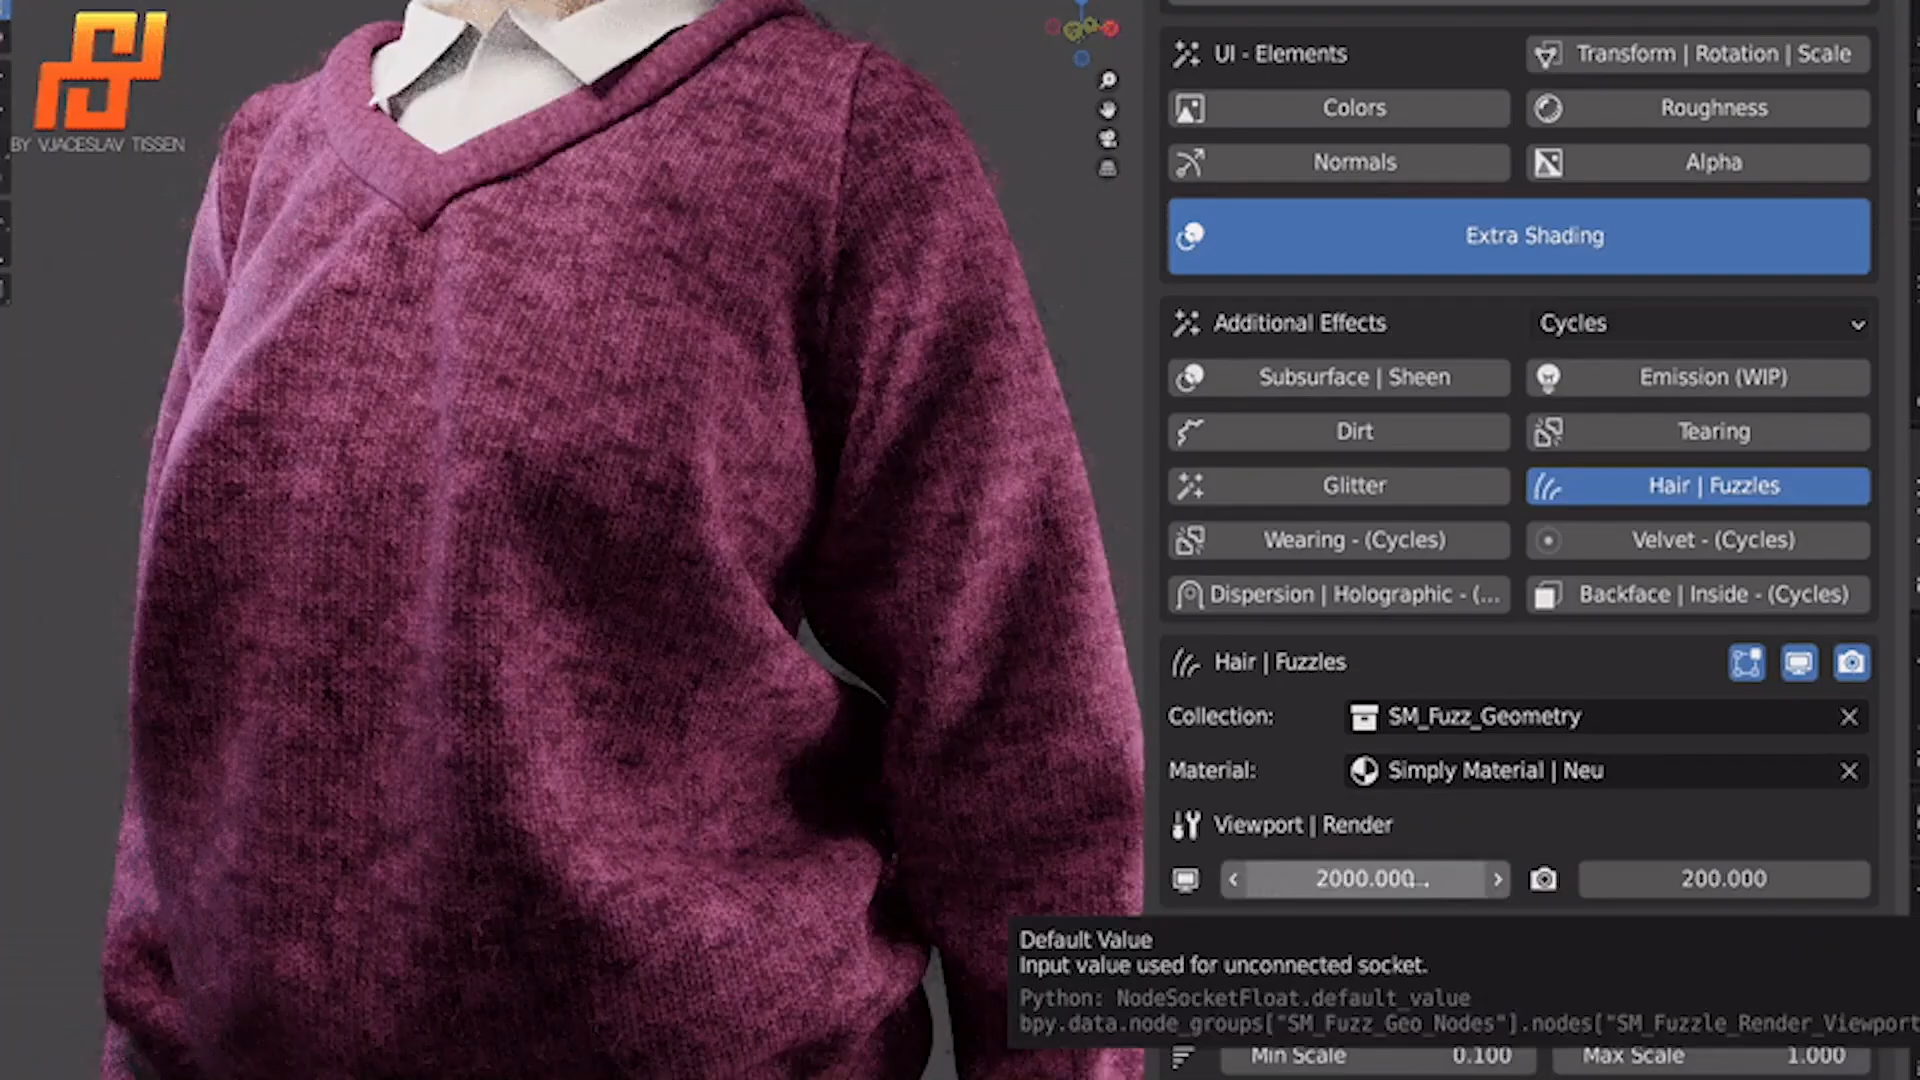 BY VJACESLAV TISSEN
UI - Elements
Transform | Rotation | Scale
Colors
Roughness
Normals
Alpha
Extra Shading
Additional Effects
Cycles
Subsurface | Sheen
Emission (WIP)
Dirt
Tearing
Glitter
Hair | Fuzzles
Wearing - (Cycles)
Velvet - (Cycles)
Dispersion | Holographic - (...
Backface | Inside - (Cycles)
Hair | Fuzzles
Collection:
SM_Fuzz_Geometry
Material:
Simply Material | Neu
Viewport | Render
2000.000...
200.000
Default Value
Input value used for unconnected socket.
Python: NodeSocketFloat.default_value
bpy.data.node_groups["SM_Fuzz_Geo_Nodes"].nodes["SM_Fuzzle_Render_Viewport
Min Scale 0.100
Max Scale 1.000